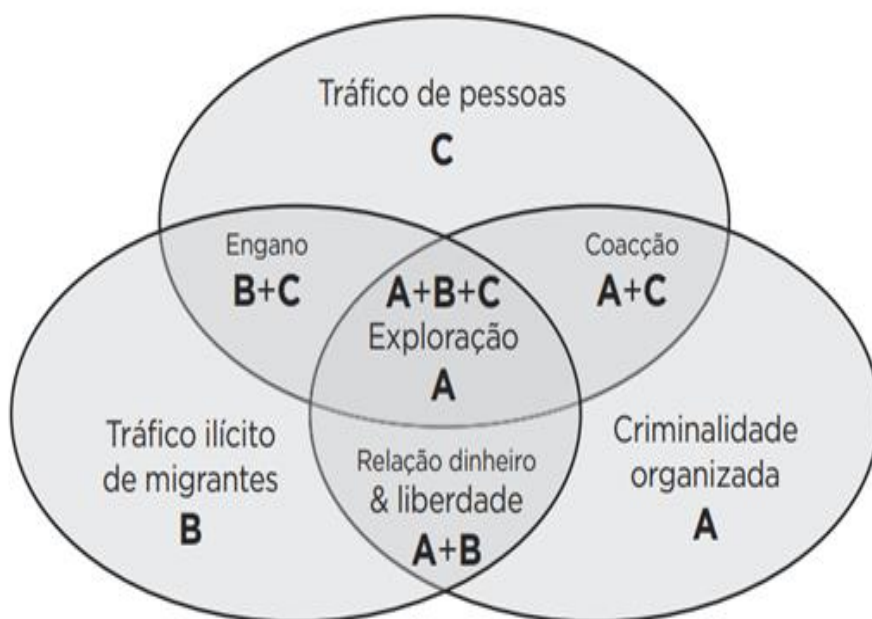 Tráfico de pessoas
C
Engano
B+C
A+B+C
Exploração
A
Coacção
A+C
Tráfico ilícito
de migrantes
B
Relação dinheiro
& liberdade
A+B
Criminalidade
organizada
A